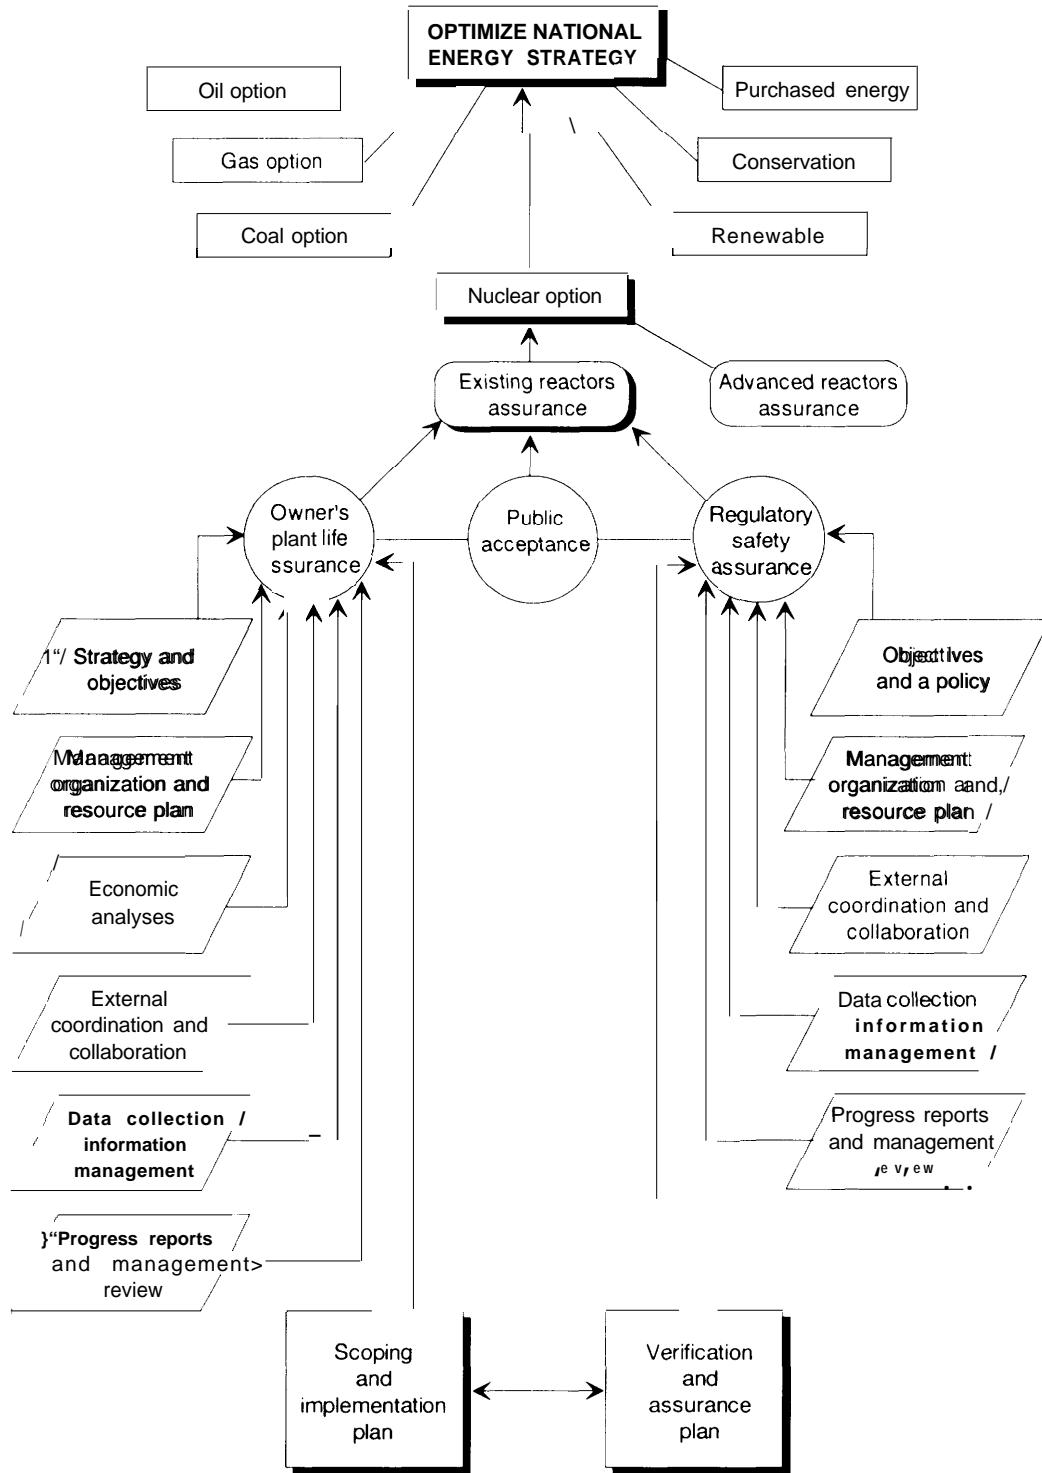 OPTIMIZE NATIONAL
ENERGY STRATEGY
Oil option
Purchased energy
Gas option
Conservation
Coal option
Renewable
Nuclear option
Existing reactors
assurance
Advanced reactors
assurance
Owner's
plant life
ssurance
Public
acceptance
Regulatory
safety
assurance
Strategy and
objectives
Objectives
and a policy
Management
organization and
resource plan
Management
organization and
resource plan /
Economic
analyses
External
coordination and
collaboration
External
coordination and
collaboration
Data collection
information
management /
Data collection /
information
management
Progress reports
and management
Progress reports
and management>
review
Scoping
and
implementation
plan
Verification
and
assurance
plan